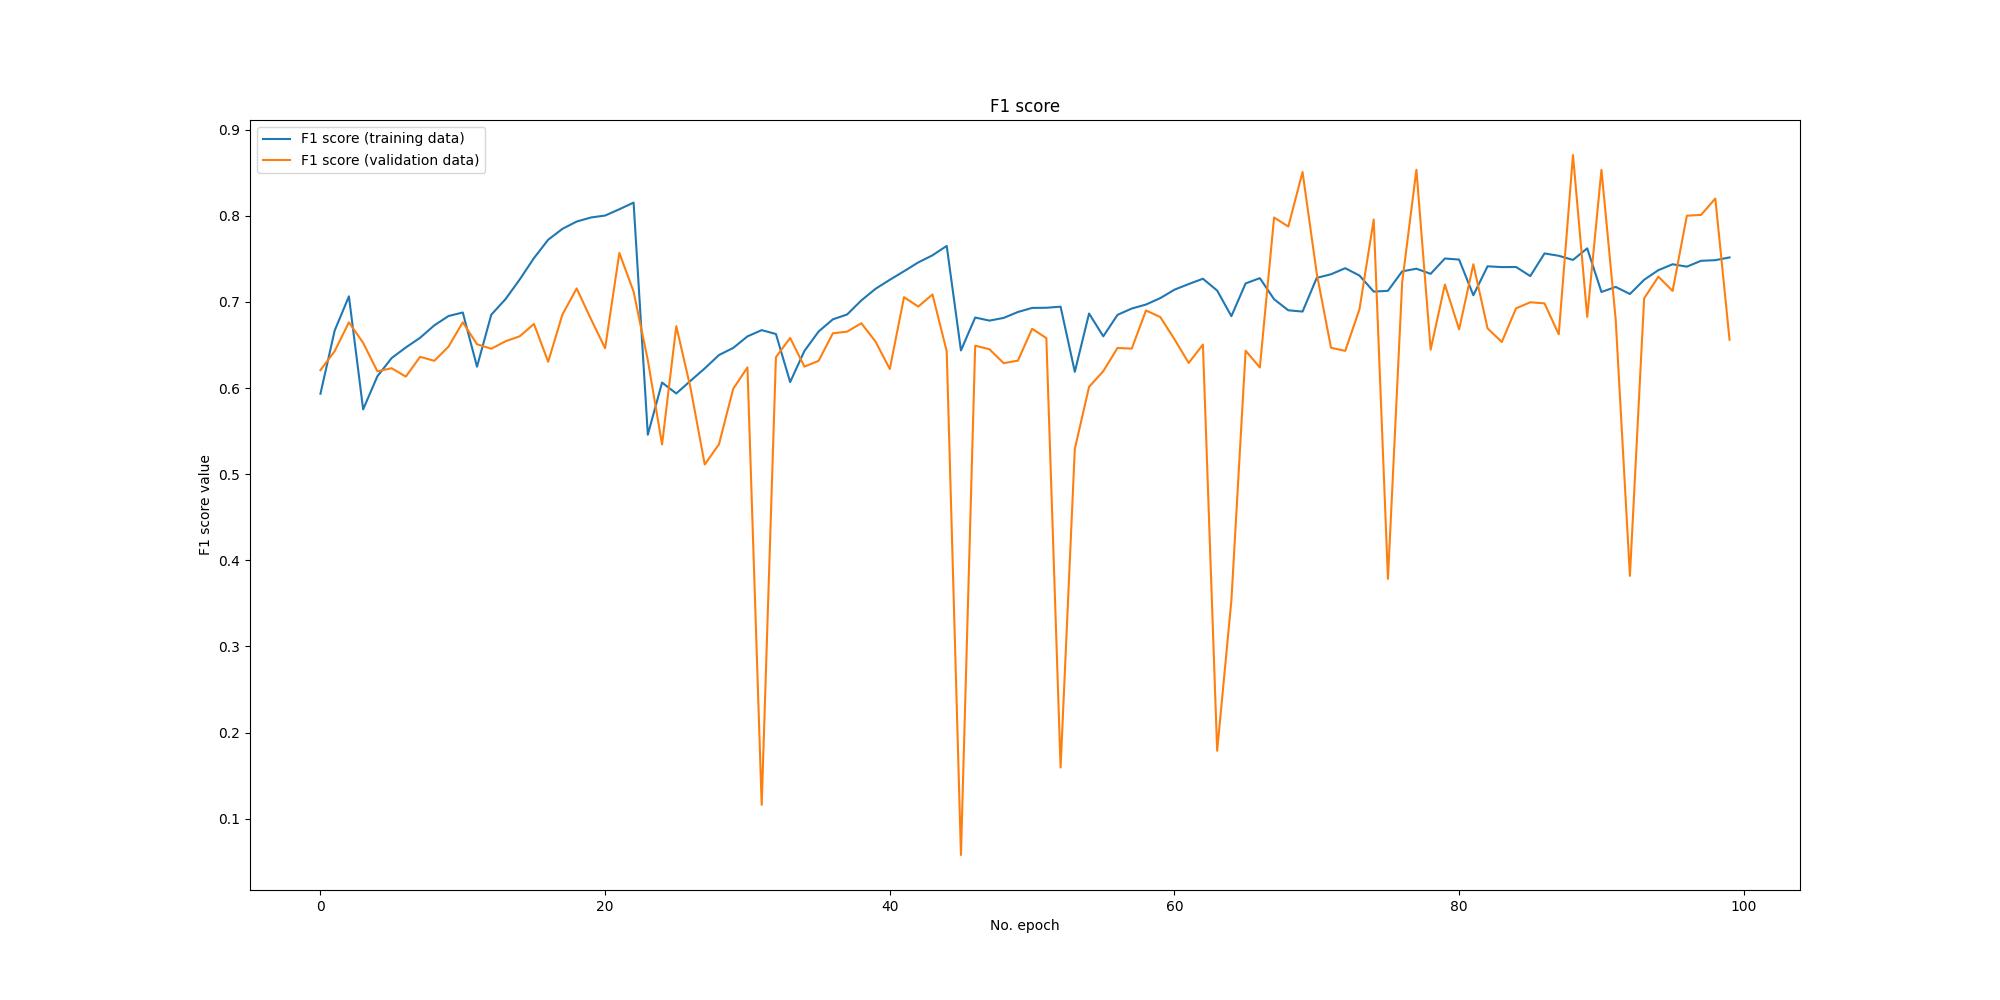 F1 score
F1 score (training data)
F1 score (validation data)
F1 score value
0.9
0.8
0.7
0.6
0.5
0.4
0.3
0.2
0.1
0 20 40 60 80 100
No. epoch